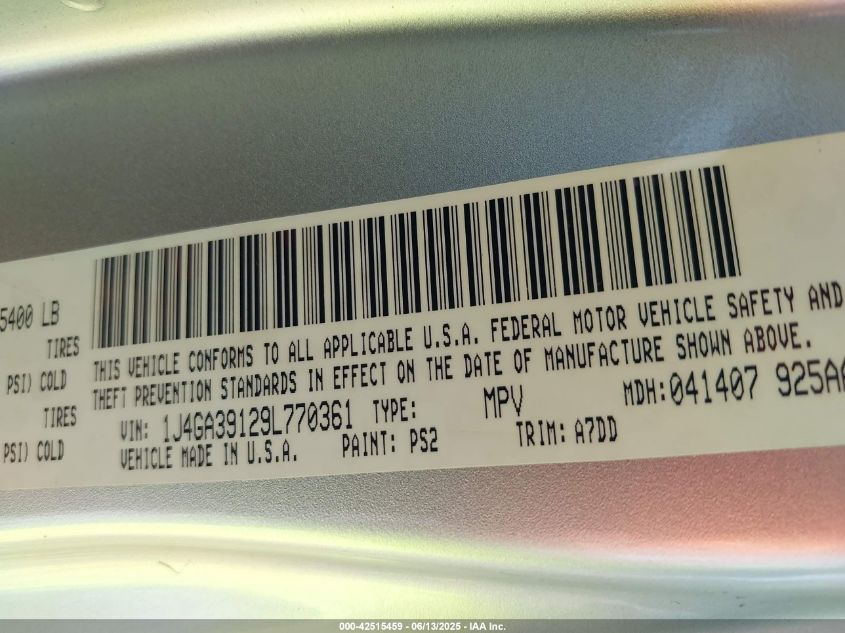 5400 LB
TIRES
PSI) COLD
TIRES
PSI) COLD
THIS VEHICLE CONFORMS TO ALL APPLICABLE U.S.A. FEDERAL MOTOR VEHICLE SAFETY AND
THEFT PREVENTION STANDARDS IN EFFECT ON THE DATE OF MANUFACTURE SHOWN ABOVE.
VIN: 1J4GA39129L770361 TYPE: MPV MDH:041407 925AA
VEHICLE MADE IN U.S.A. PAINT: PS2 TRIM: A7DD
000-42515459 - 06/13/2025 - IAA Inc.